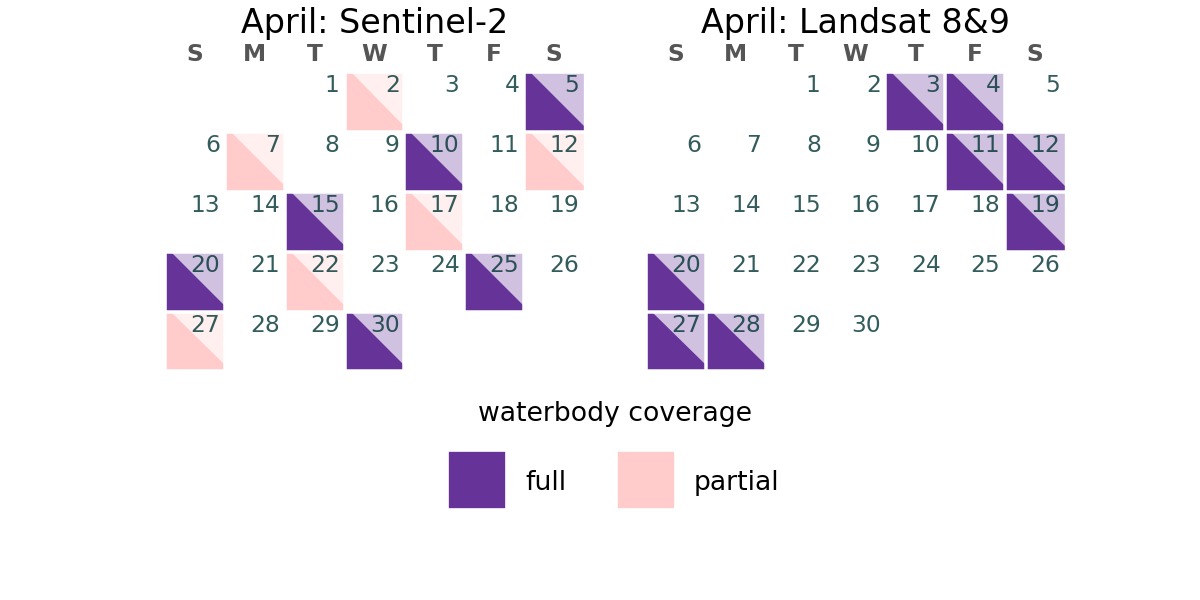 April: Sentinel-2
S M T W T F S
1 2 3 4 5
6 7 8 9 10 11 12
13 14 15 16 17 18 19
20 21 22 23 24 25 26
27 28 29 30
April: Landsat 8&9
S M T W T F S
1 2 3 4 5
6 7 8 9 10 11 12
13 14 15 16 17 18 19
20 21 22 23 24 25 26
27 28 29 30
waterbody coverage
full partial